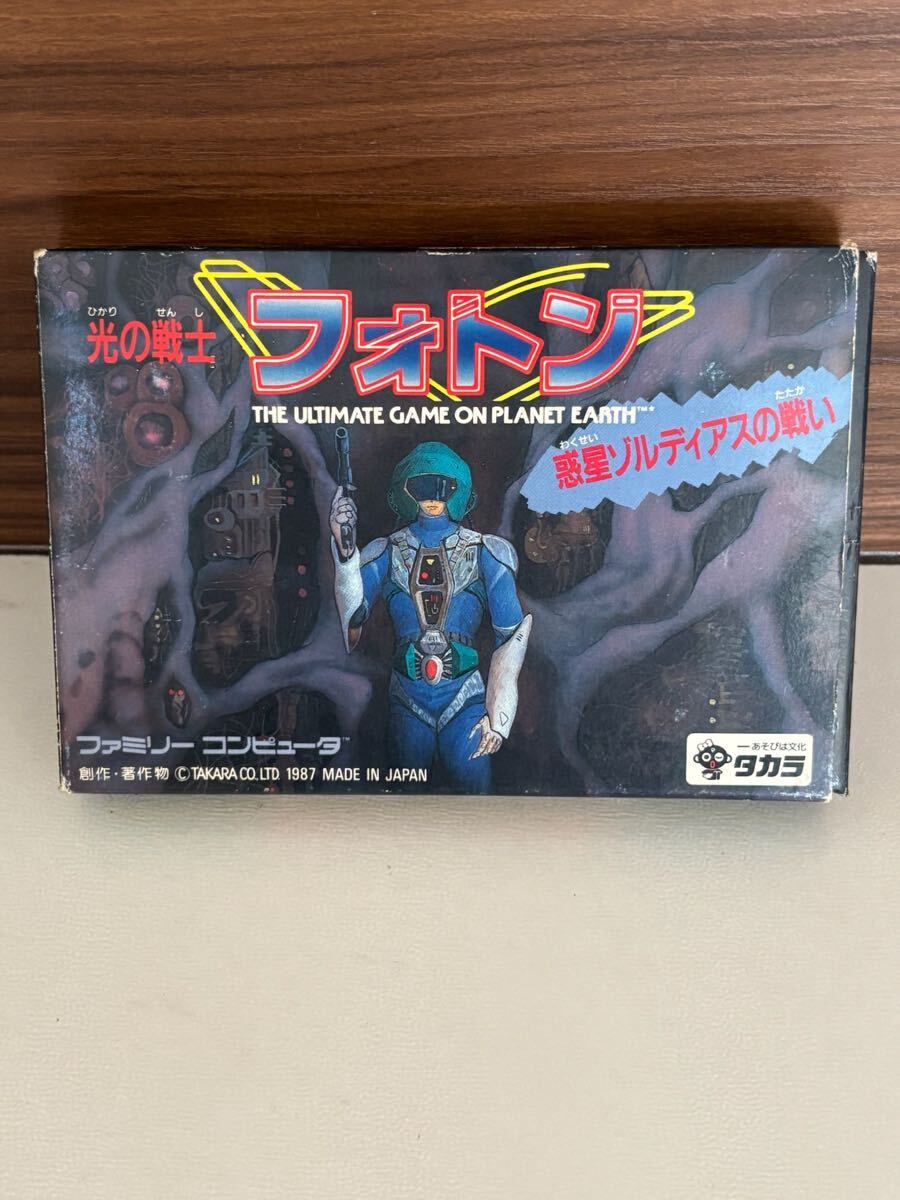 ひかり せんし
光の戦士
フォトン
THE ULTIMATE GAME ON PLANET EARTH™*
わくせい たたか
惑星ゾルディアスの戦い
ファミリー コンピュータ™
創作・著作物 ©TAKARA CO.LTD 1987 MADE IN JAPAN
―あそびは文化
タカラ